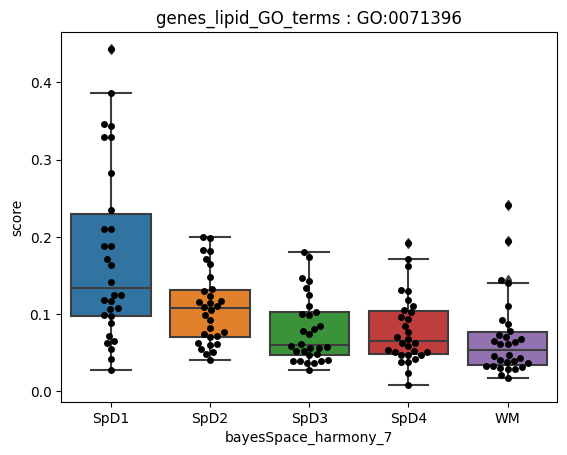 genes_lipid_GO_terms : GO:0071396
score
0.4
0.3
0.2
0.1
0.0
SpD1 SpD2 SpD3 SpD4 WM
bayesSpace_harmony_7